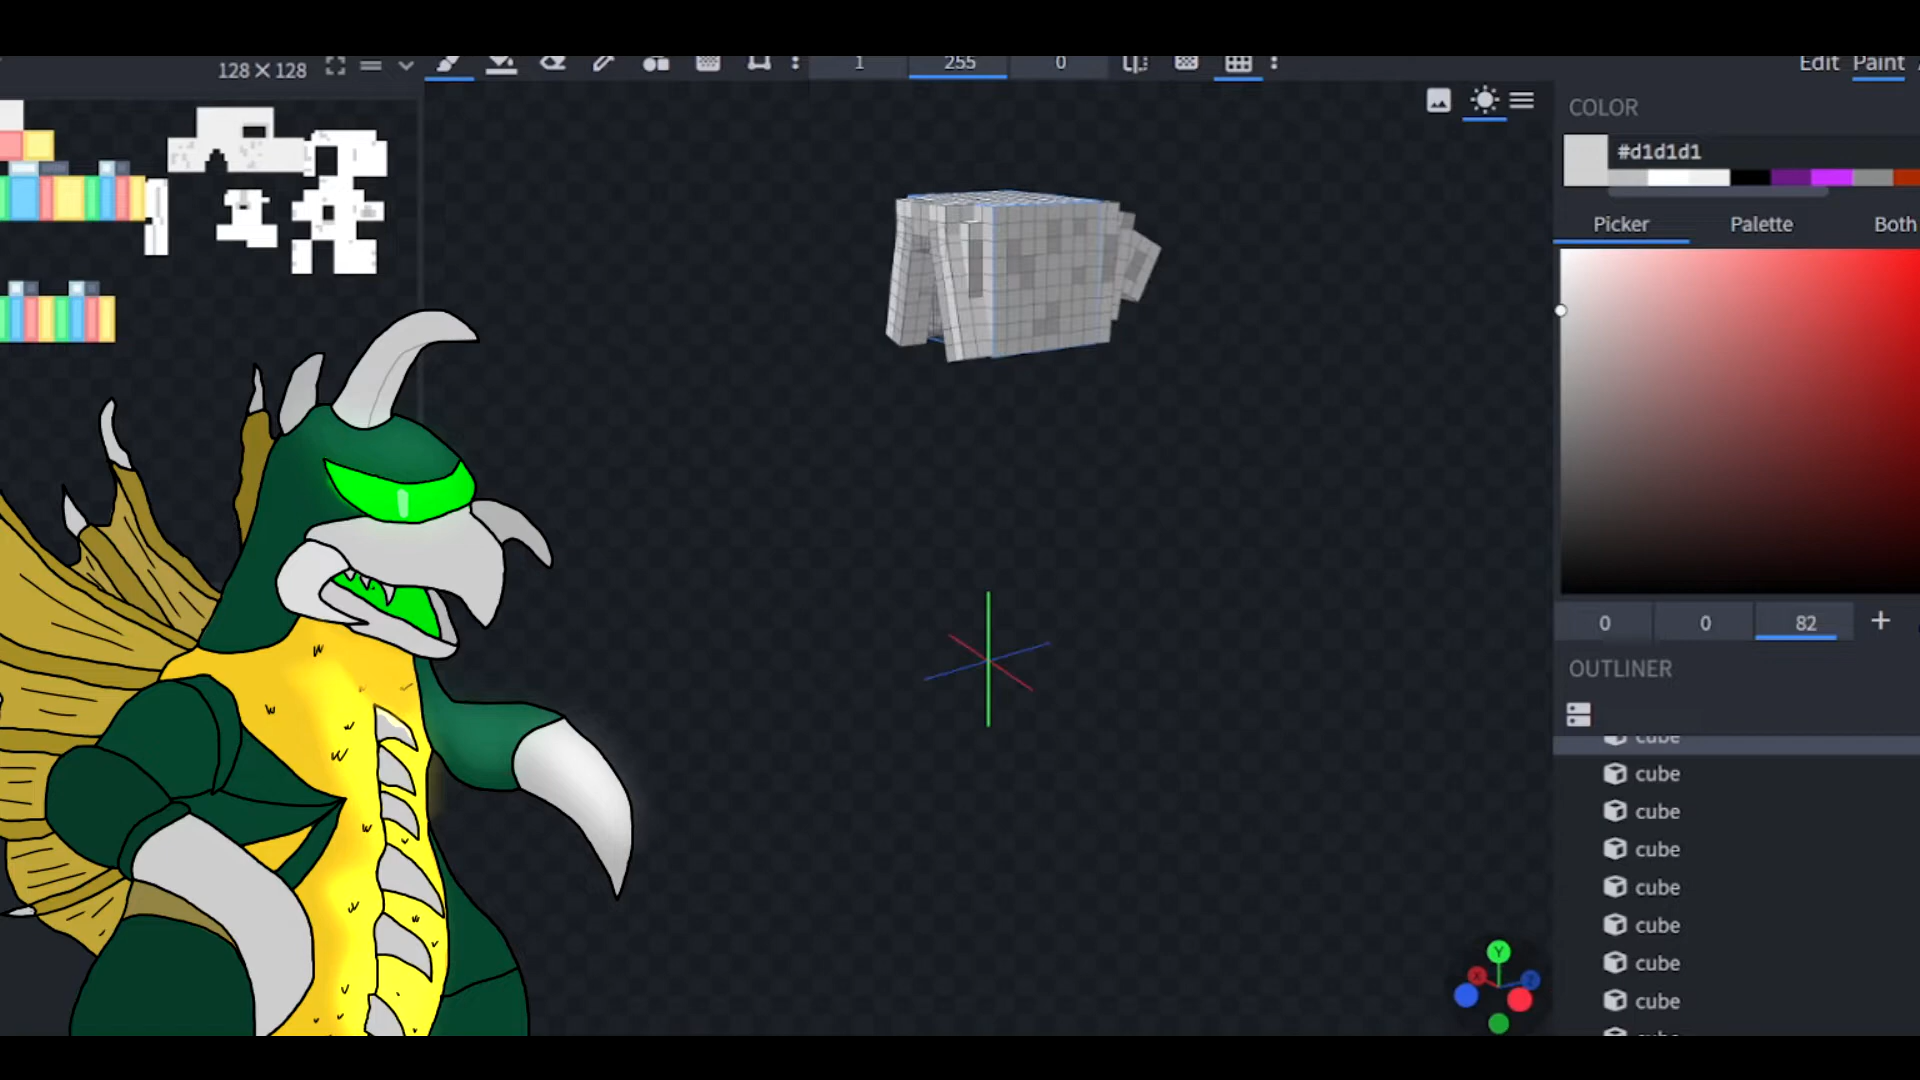 128×128
1
255
0
Edit Paint
COLOR
#d1d1d1
Picker Palette Both
0
0
82
OUTLINER
cube
cube
cube
cube
cube
cube
cube
cube
Y
X
Z